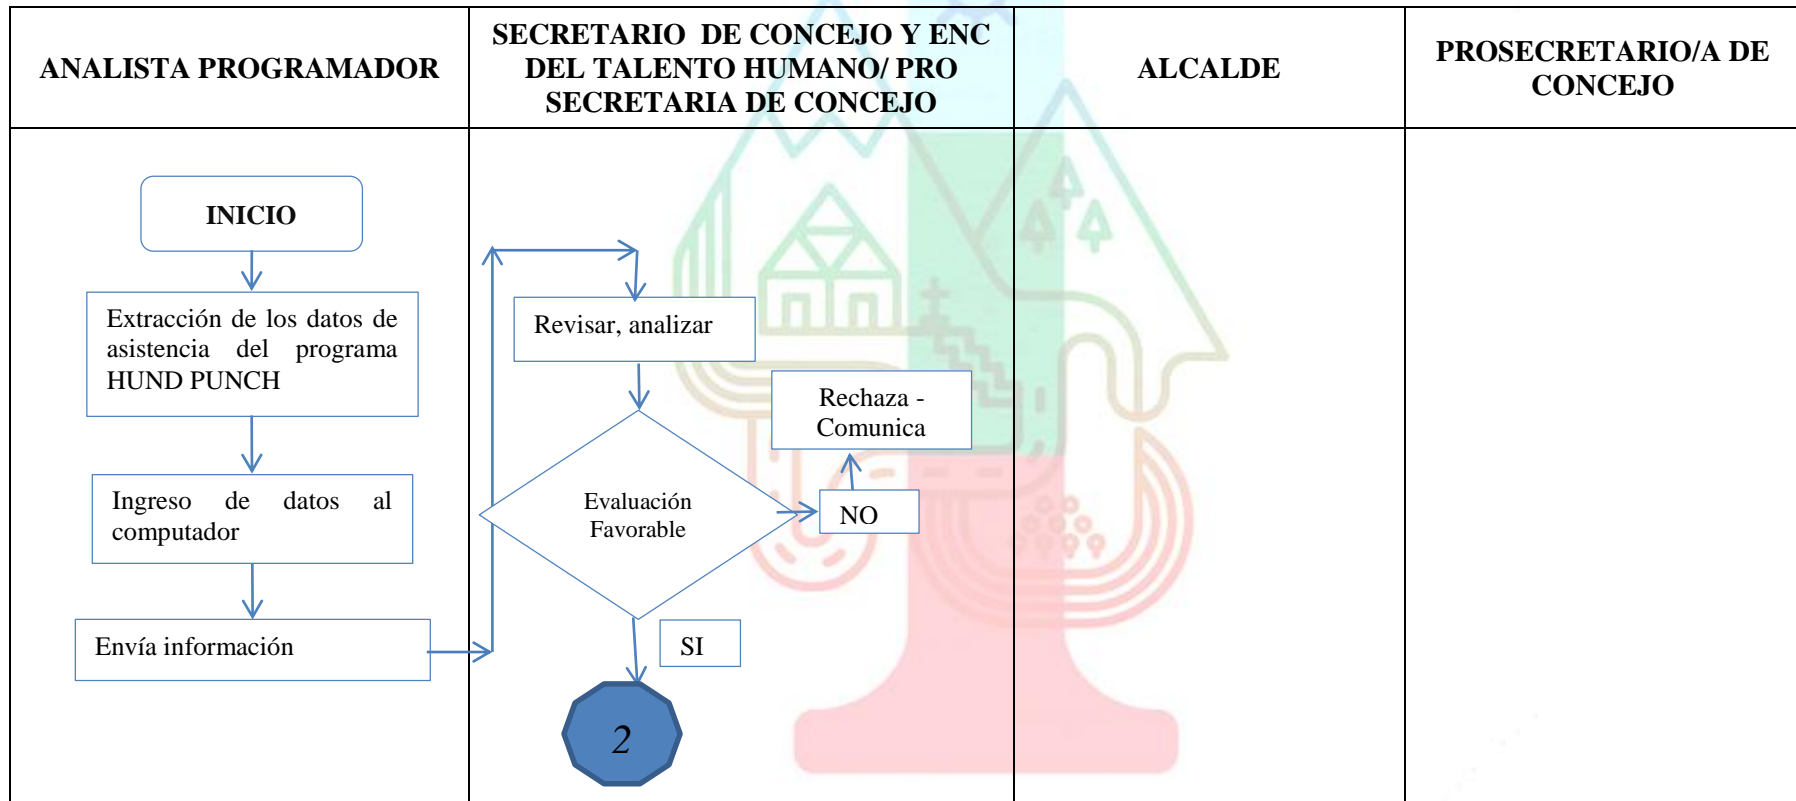 ANALISTA PROGRAMADOR
SECRETARIO DE CONCEJO Y ENC
DEL TALENTO HUMANO/ PRO
SECRETARIA DE CONCEJO
ALCALDE
PROSECRETARIO/A DE
CONCEJO
INICIO
Extracción de los datos de
asistencia del programa
HUND PUNCH
Ingreso de datos al
computador
Envía información
Revisar, analizar
Rechaza -
Comunica
Evaluación
Favorable
NO
SI
2